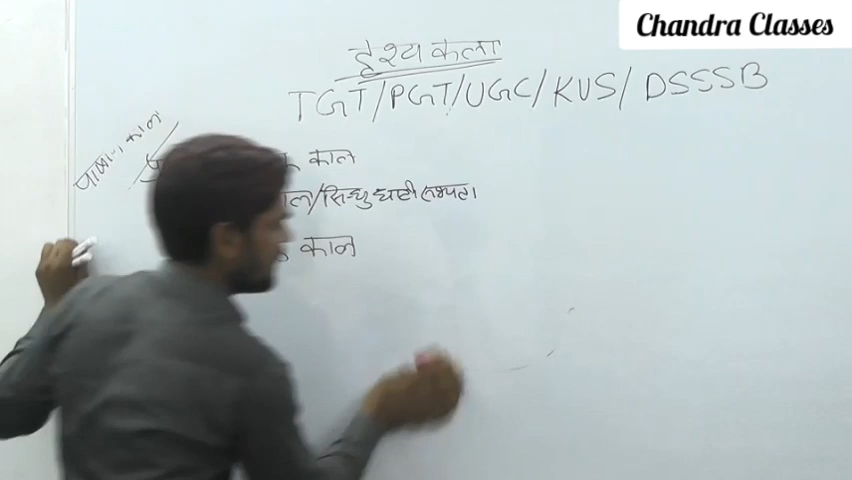 Chandra Classes
दृश्य कला
TGT/PGT/UGC/KVS/DSSSB
पाषाण काल
काल
काल/सिन्धु घाटी सभ्यता
काल